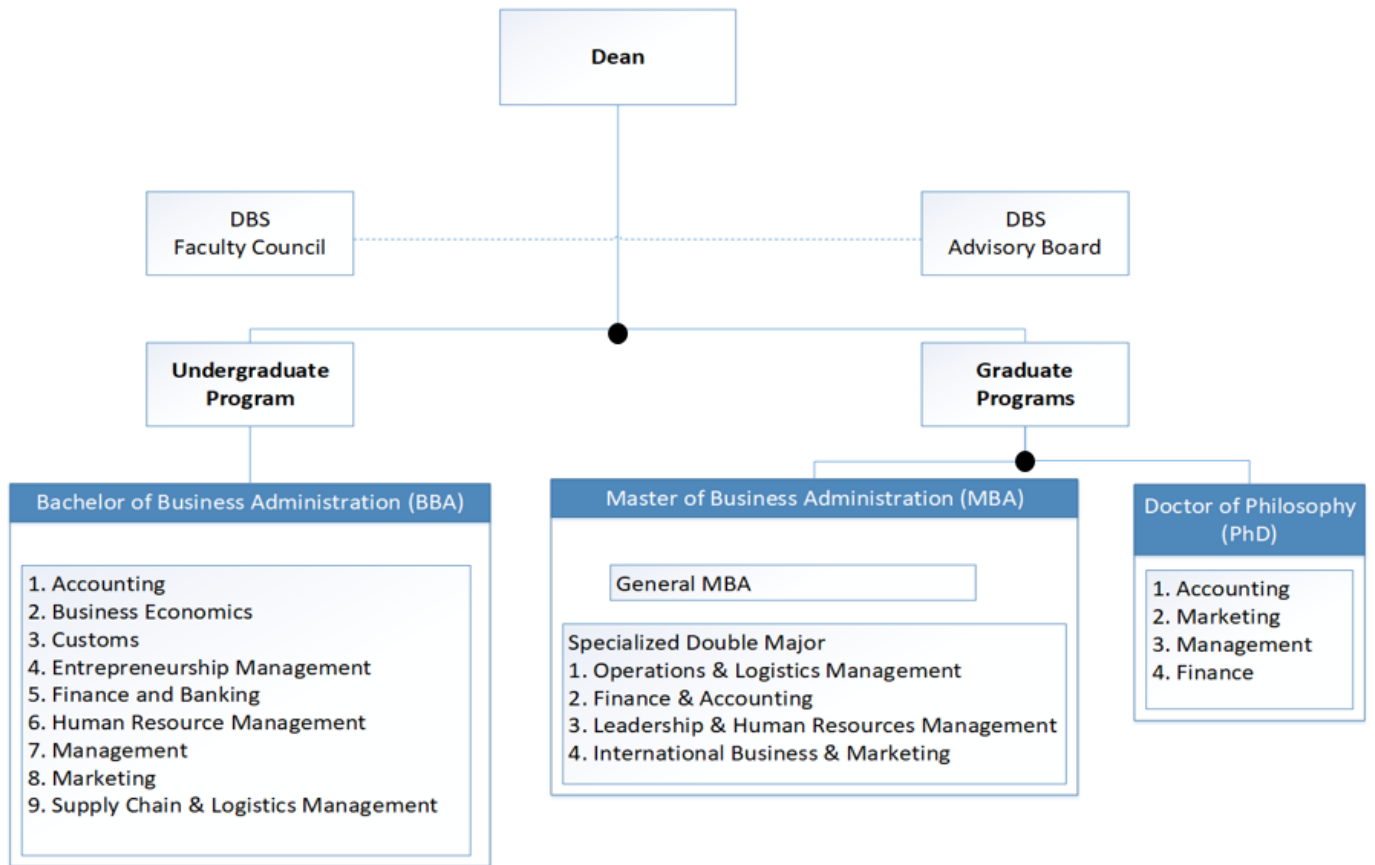 Dean
DBS
Faculty Council
DBS
Advisory Board
Undergraduate
Program
Graduate
Programs
Bachelor of Business Administration (BBA)
1. Accounting
2. Business Economics
3. Customs
4. Entrepreneurship Management
5. Finance and Banking
6. Human Resource Management
7. Management
8. Marketing
9. Supply Chain & Logistics Management
Master of Business Administration (MBA)
General MBA
Specialized Double Major
1. Operations & Logistics Management
2. Finance & Accounting
3. Leadership & Human Resources Management
4. International Business & Marketing
Doctor of Philosophy
(PhD)
1. Accounting
2. Marketing
3. Management
4. Finance